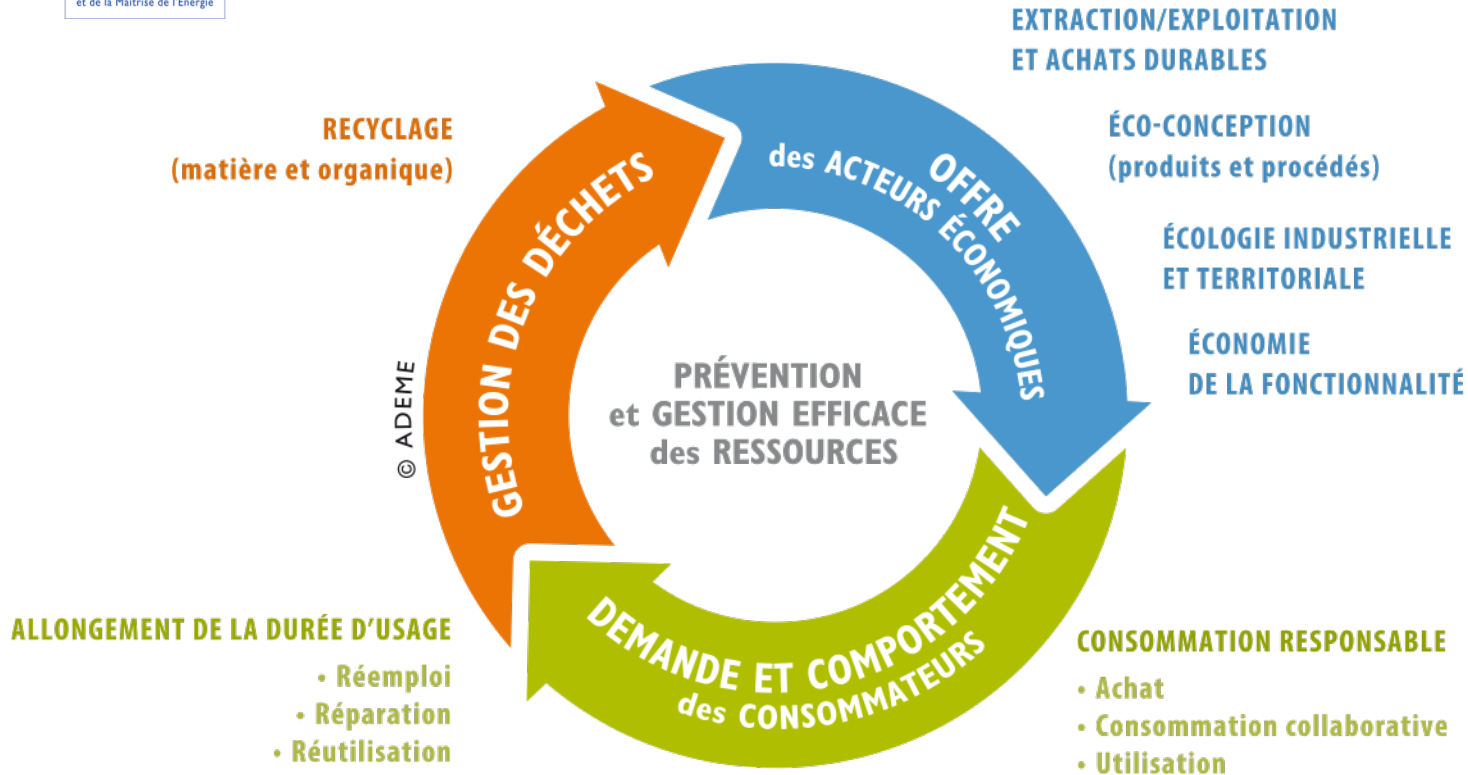 et de la Maîtrise de l'Energie
EXTRACTION/EXPLOITATION
ET ACHATS DURABLES
ÉCO-CONCEPTION
(produits et procédés)
ÉCOLOGIE INDUSTRIELLE
ET TERRITORIALE
ÉCONOMIE
DE LA FONCTIONNALITÉ
OFFRE
des ACTEURS ÉCONOMIQUES
RECYCLAGE
(matière et organique)
GESTION DES DÉCHETS
© ADEME
PRÉVENTION
et GESTION EFFICACE
des RESSOURCES
DEMANDE ET COMPORTEMENT
des CONSOMMATEURS
ALLONGEMENT DE LA DURÉE D'USAGE
• Réemploi
• Réparation
• Réutilisation
CONSOMMATION RESPONSABLE
• Achat
• Consommation collaborative
• Utilisation